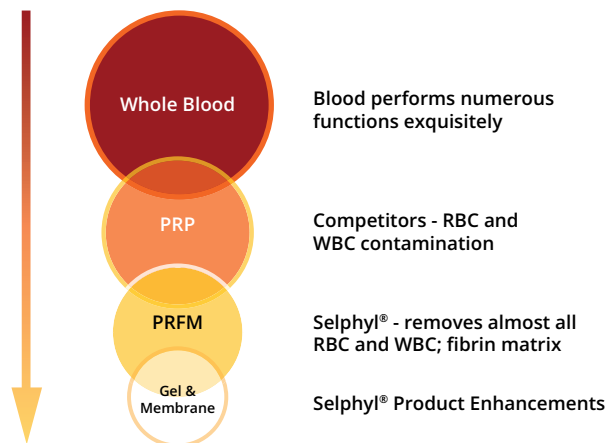 Whole Blood
Blood performs numerous
functions exquisitely
PRP
Competitors - RBC and
WBC contamination
PRFM
Selphyl® - removes almost all
RBC and WBC; fibrin matrix
Gel &
Membrane
Selphyl® Product Enhancements